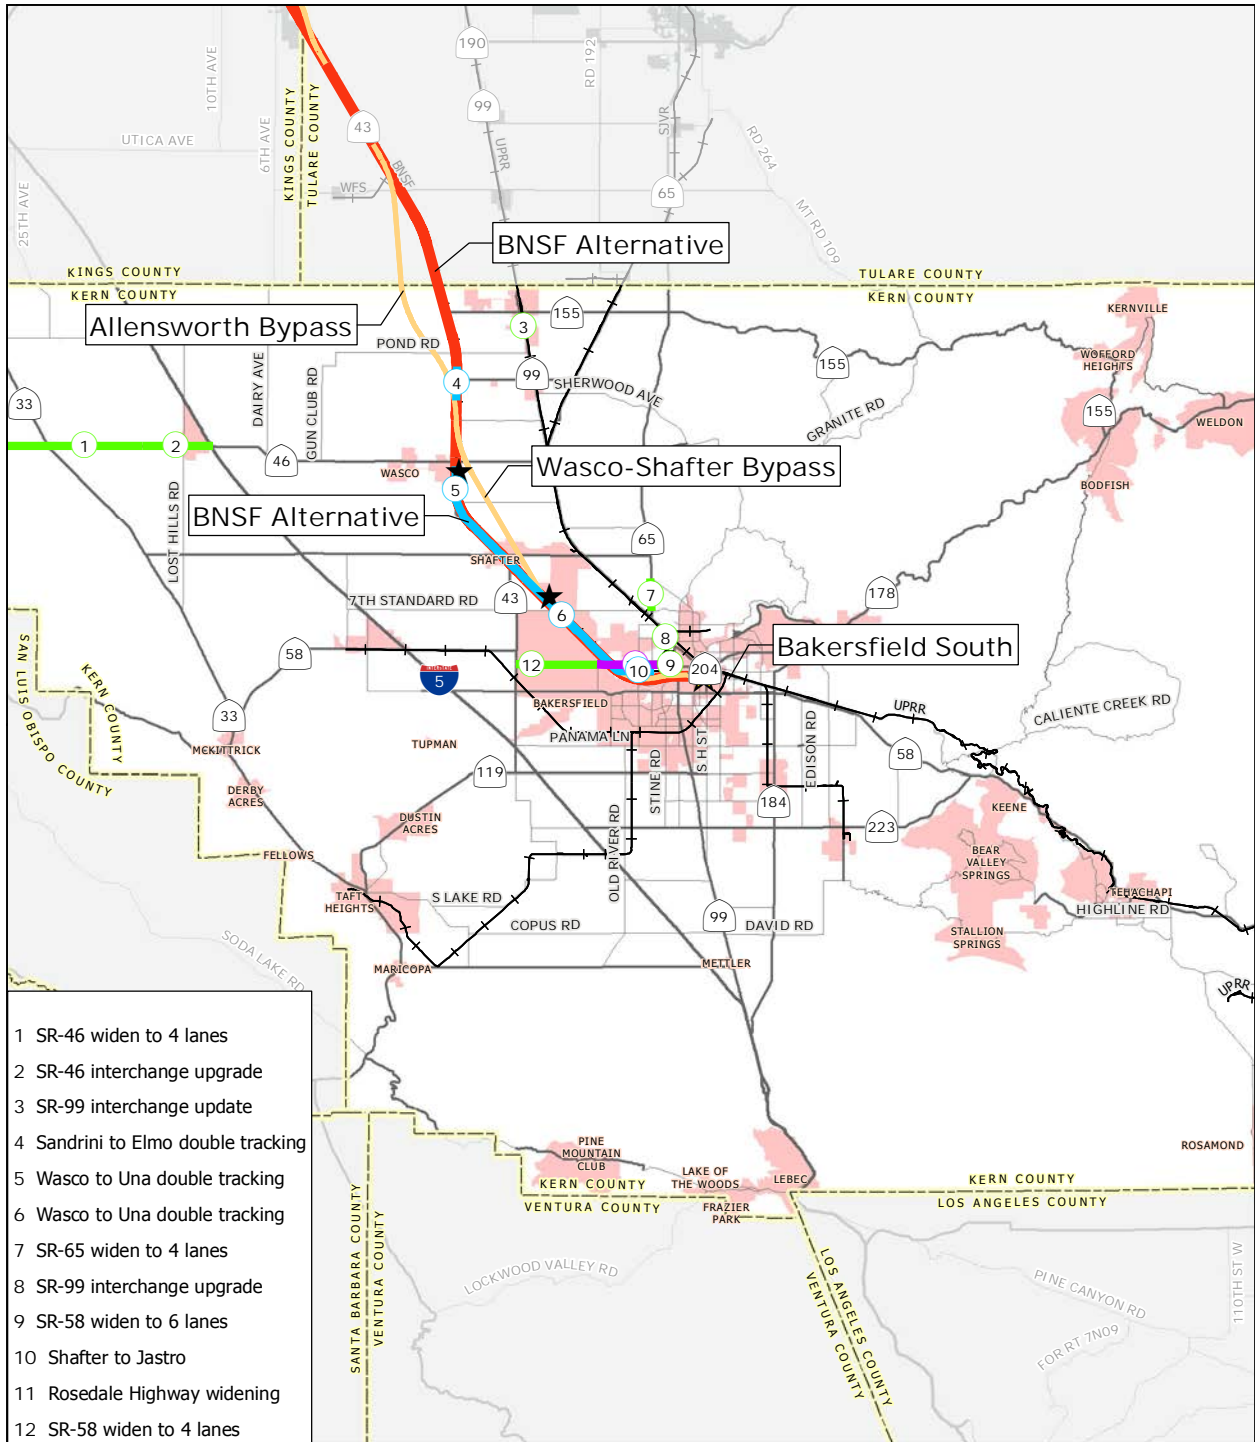 190
RD 192
10TH AVE
99
SJVR
43
UTICA AVE
6TH AVE
KINGS COUNTY
TULARE COUNTY
UPRR
RD 264
BNSF
WFS
65
25TH AVE
MT RD 109
BNSF Alternative
KINGS COUNTY
KERN COUNTY
TULARE COUNTY
KERN COUNTY
Allensworth Bypass
3
155
KERNVILLE
POND RD
WOFFORD
HEIGHTS
155
DAIRY AVE
GUN CLUB RD
4
99
SHERWOOD AVE
33
155
GRANITE RD
WELDON
1
2
46
WASCO
Wasco-Shafter Bypass
5
BODFISH
LOST HILLS RD
BNSF Alternative
65
SHAFTER
7TH STANDARD RD
43
7
178
6
58
8
Bakersfield South
12
10
9
204
5
SAN LUIS OBISPO COUNTY
KERN COUNTY
BAKERSFIELD
UPRR
CALIENTE CREEK RD
33
MCKITTRICK
TUPMAN
PANAMA LN
S H ST
EDISON RD
58
119
STINE RD
DERBY
ACRES
184
KEENE
DUSTIN
ACRES
OLD RIVER RD
223
FELLOWS
BEAR
VALLEY
SPRINGS
TAFT
HEIGHTS
S LAKE RD
TEHACHAPI
HIGHLINE RD
COPUS RD
99
DAVID RD
STALLION
SPRINGS
SODA LAKE RD
MARICOPA
METTLER
UPRR
1 SR-46 widen to 4 lanes
2 SR-46 interchange upgrade
3 SR-99 interchange update
4 Sandrini to Elmo double tracking
5 Wasco to Una double tracking
6 Wasco to Una double tracking
7 SR-65 widen to 4 lanes
8 SR-99 interchange upgrade
9 SR-58 widen to 6 lanes
10 Shafter to Jastro
11 Rosedale Highway widening
12 SR-58 widen to 4 lanes
PINE
MOUNTAIN
CLUB
ROSAMOND
LAKE OF
THE WOODS
LEBEC
KERN COUNTY
VENTURA COUNTY
FRAZIER
PARK
KERN COUNTY
LOS ANGELES COUNTY
SANTA BARBARA COUNTY
VENTURA COUNTY
LOCKWOOD VALLEY RD
LOS ANGELES COUNTY
VENTURA COUNTY
PINE CANYON RD
FOR RT 7N09
110TH ST W